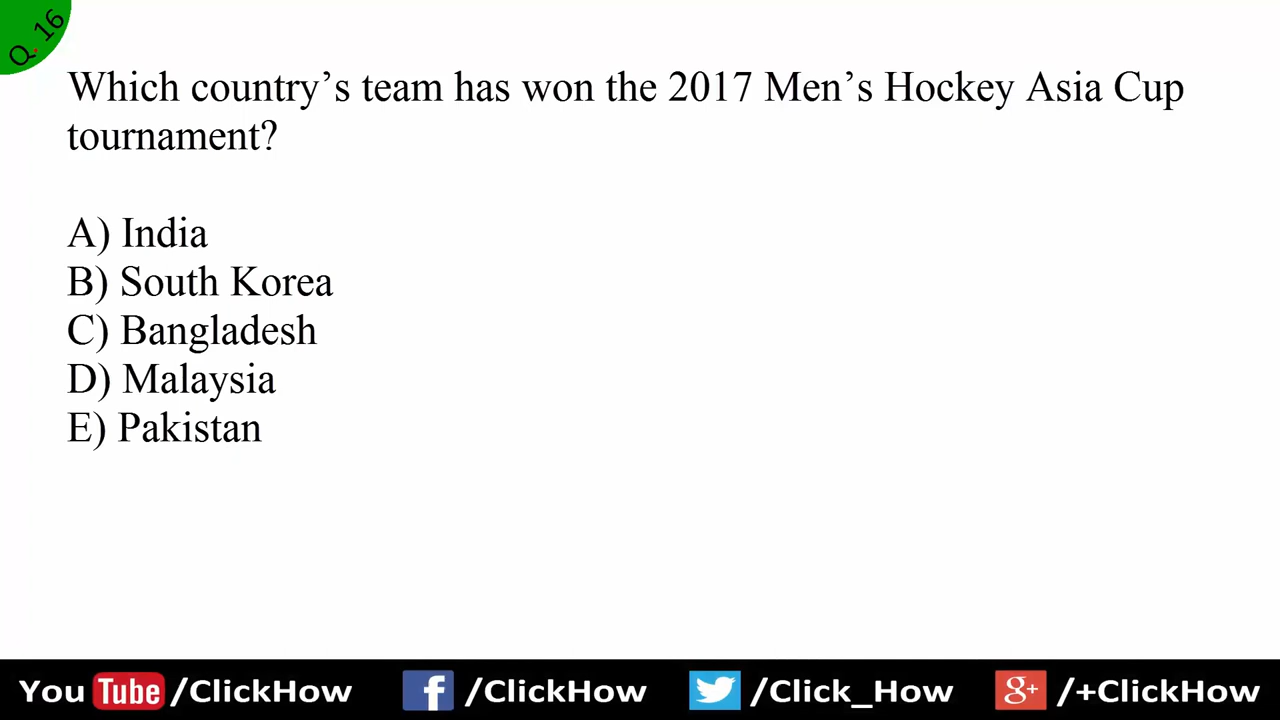 Q. 16
Which country’s team has won the 2017 Men’s Hockey Asia Cup
tournament?
A) India
B) South Korea
C) Bangladesh
D) Malaysia
E) Pakistan
You Tube /ClickHow f /ClickHow /Click_How g+ /+ClickHow